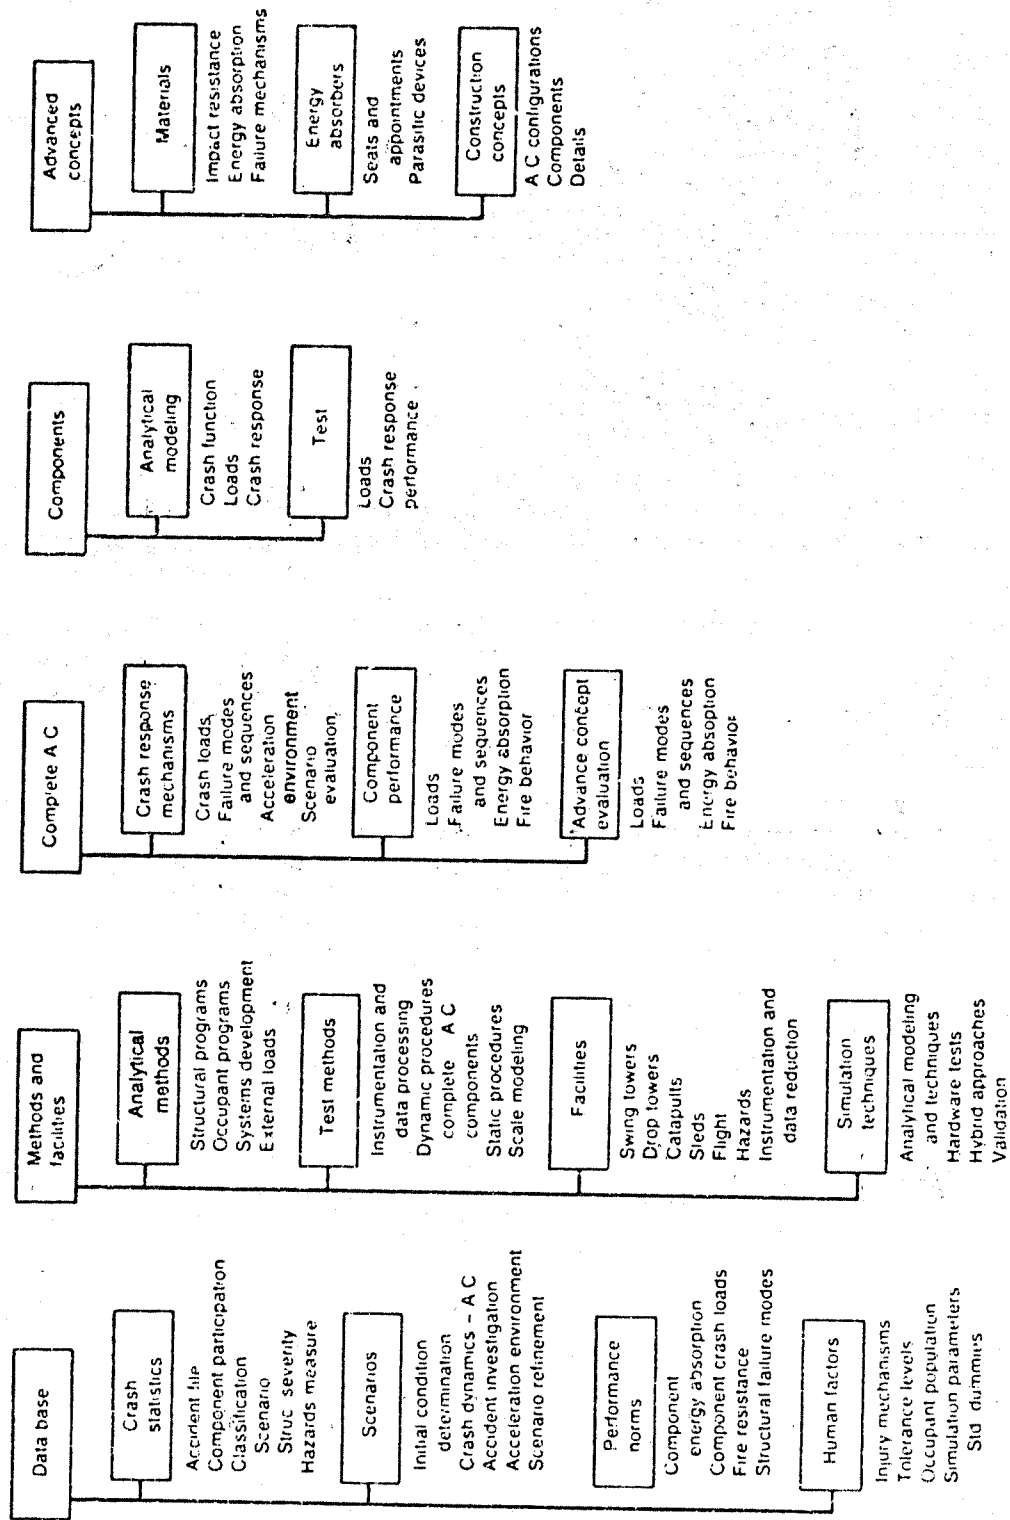 Data base
Crash
statistics
Accident file
Component participation
Classification
Scenario
Struc severity
Hazards measure
Scenarios
Initial condition
determination
Crash dynamics – A C
Accident investigation
Acceleration environment
Scenario refinement
Performance
norms
Component
energy absorption
Component crash loads
Fire resistance
Structural failure modes
Human factors
Injury mechanisms
Tolerance levels
Occupant population
Simulation parameters
Std dummies
Methods and
facilities
Analytical
methods
Structural programs
Occupant programs
Systems development
External loads
Test methods
Instrumentation and
data processing
Dynamic procedures
complete A C
components
Static procedures
Scale modeling
Facilities
Swing towers
Drop towers
Catapults
Sleds
Flight
Hazards
Instrumentation and
data reduction
Simulation
techniques
Analytical modeling
and techniques
Hardware tests
Hybrid approaches
Validation
Complete A C
Crash response
mechanisms
Crash loads
Failure modes
and sequences
Acceleration
environment
Scenario
evaluation
Component
performance
Loads
Failure modes
and sequences
Energy absorption
Fire behavior
Advance concept
evaluation
Loads
Failure modes
and sequences
Energy absoption
Fire behavior
Components
Analytical
modeling
Crash function
Loads
Crash response
Test
Loads
Crash response
performance
Advanced
concepts
Materials
Impact resistance
Energy absorption
Failure mechanisms
Energy
absorbers
Seats and
appointments
Parasitic devices
Construction
concepts
A C configurations
Components
Details